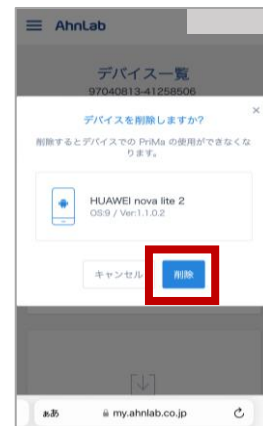 AhnLab
デバイス一覧
97040813-41258506
デバイスを削除しますか?
削除するとデバイスでの PriMa の使用ができなくな
ります。
HUAWEI nova lite 2
OS:9 / Ver:1.1.0.2
キャンセル 削除
ぁあ my.ahnlab.co.jp